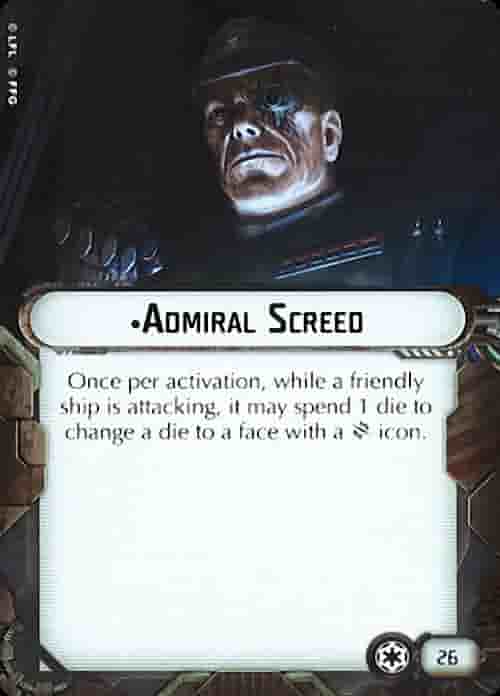 © LFL © FFG
•Admiral Screed
Once per activation, while a friendly
ship is attacking, it may spend 1 die to
change a die to a face with a icon.
26